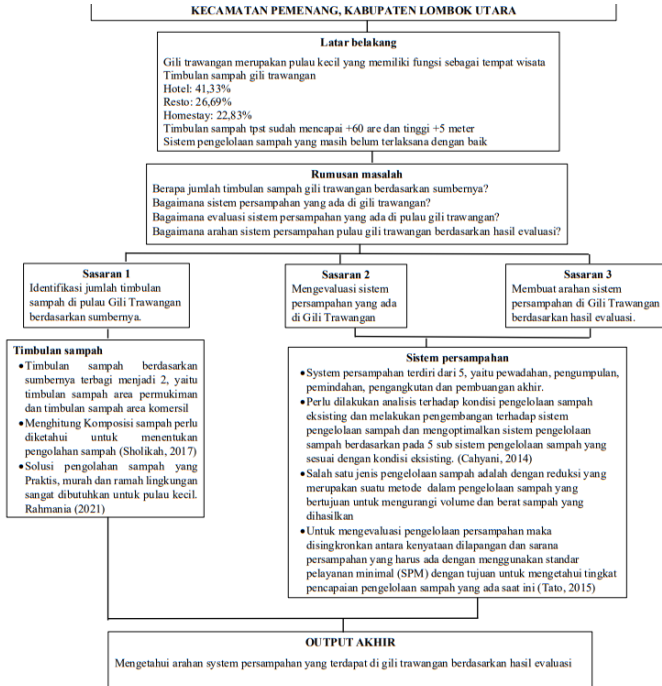 KECAMATAN PEMENANG, KABUPATEN LOMBOK UTARA
Latar belakang
Gili trawangan merupakan pulau kecil yang memiliki fungsi sebagai tempat wisata
Timbulan sampah gili trawangan
Hotel: 41,33%
Resto: 26,69%
Homestay: 22,83%
Timbulan sampah tpst sudah mencapai +60 are dan tinggi +5 meter
Sistem pengelolaan sampah yang masih belum terlaksana dengan baik
Rumusan masalah
Berapa jumlah timbulan sampah gili trawangan berdasarkan sumbernya?
Bagaimana sistem persampahan yang ada di gili trawangan?
Bagaimana evaluasi sistem persampahan yang ada di pulau gili trawangan?
Bagaimana arahan sistem persampahan pulau gili trawangan berdasarkan hasil evaluasi?
Sasaran 1
Identifikasi jumlah timbulan
sampah di pulau Gili Trawangan
berdasarkan sumbernya.
Sasaran 2
Mengevaluasi sistem
persampahan yang ada
di Gili Trawangan
Sasaran 3
Membuat arahan sistem
persampahan di Gili Trawangan
berdasarkan hasil evaluasi.
Timbulan sampah
•Timbulan sampah berdasarkan
sumbernya terbagi menjadi 2, yaitu
timbulan sampah area permukiman
dan timbulan sampah area komersil
•Menghitung Komposisi sampah perlu
diketahui untuk menentukan
pengolahan sampah (Sholikah, 2017)
•Solusi pengolahan sampah yang
Praktis, murah dan ramah lingkungan
sangat dibutuhkan untuk pulau kecil.
Rahmania (2021)
Sistem persampahan
•System persampahan terdiri dari 5, yaitu pewadahan, pengumpulan,
pemindahan, pengangkutan dan pembuangan akhir.
•Perlu dilakukan analisis terhadap kondisi pengelolaan sampah
eksisting dan melakukan pengembangan terhadap sistem
pengelolaan sampah dan mengoptimalkan sistem pengelolaan
sampah berdasarkan pada 5 sub sistem pengelolaan sampah yang
sesuai dengan kondisi eksisting. (Cahyani, 2014)
•Salah satu jenis pengelolaan sampah adalah dengan reduksi yang
merupakan suatu metode dalam pengelolaan sampah yang
bertujuan untuk mengurangi volume dan berat sampah yang
dihasilkan
•Untuk mengevaluasi pengelolaan persampahan maka
disingkronkan antara kenyataan dilapangan dan sarana
persampahan yang harus ada dengan menggunakan standar
pelayanan minimal (SPM) dengan tujuan untuk mengetahui tingkat
pencapaian pengelolaan sampah yang ada saat ini (Tato, 2015)
OUTPUT AKHIR
Mengetahui arahan system persampahan yang terdapat di gili trawangan berdasarkan hasil evaluasi